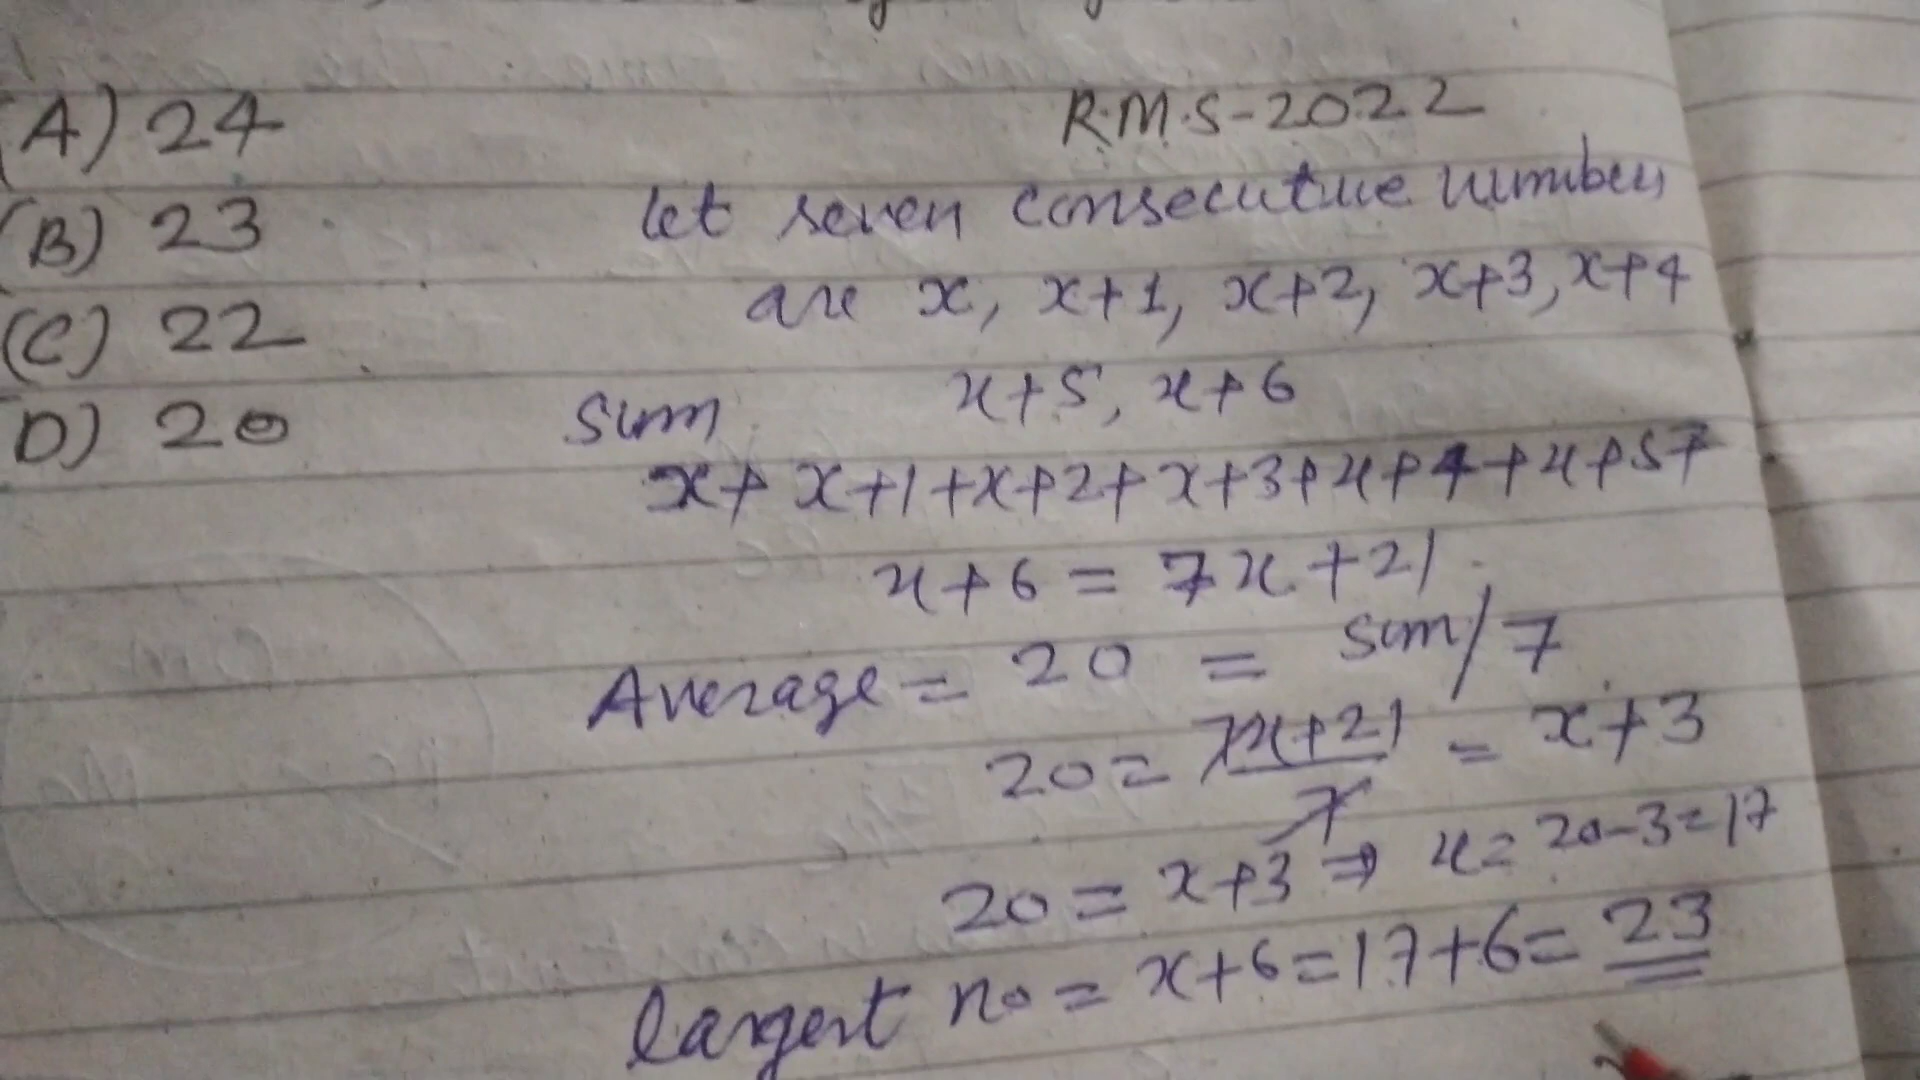 (A) 24
R.M.S-2022
(B) 23
let seven consecutive numbers
are x, x+1, x+2, x+3, x+4
(C) 22
x+5, x+6
(D) 20
Sum
x+x+1+x+2+x+3+x+4+x+5+
x+6 = 7x+21
Average = 20 = Sum/7
20 = 7x+21/7 = x+3
20 = x+3 ⇒ x = 20-3=17
largest no = x+6=17+6= 23